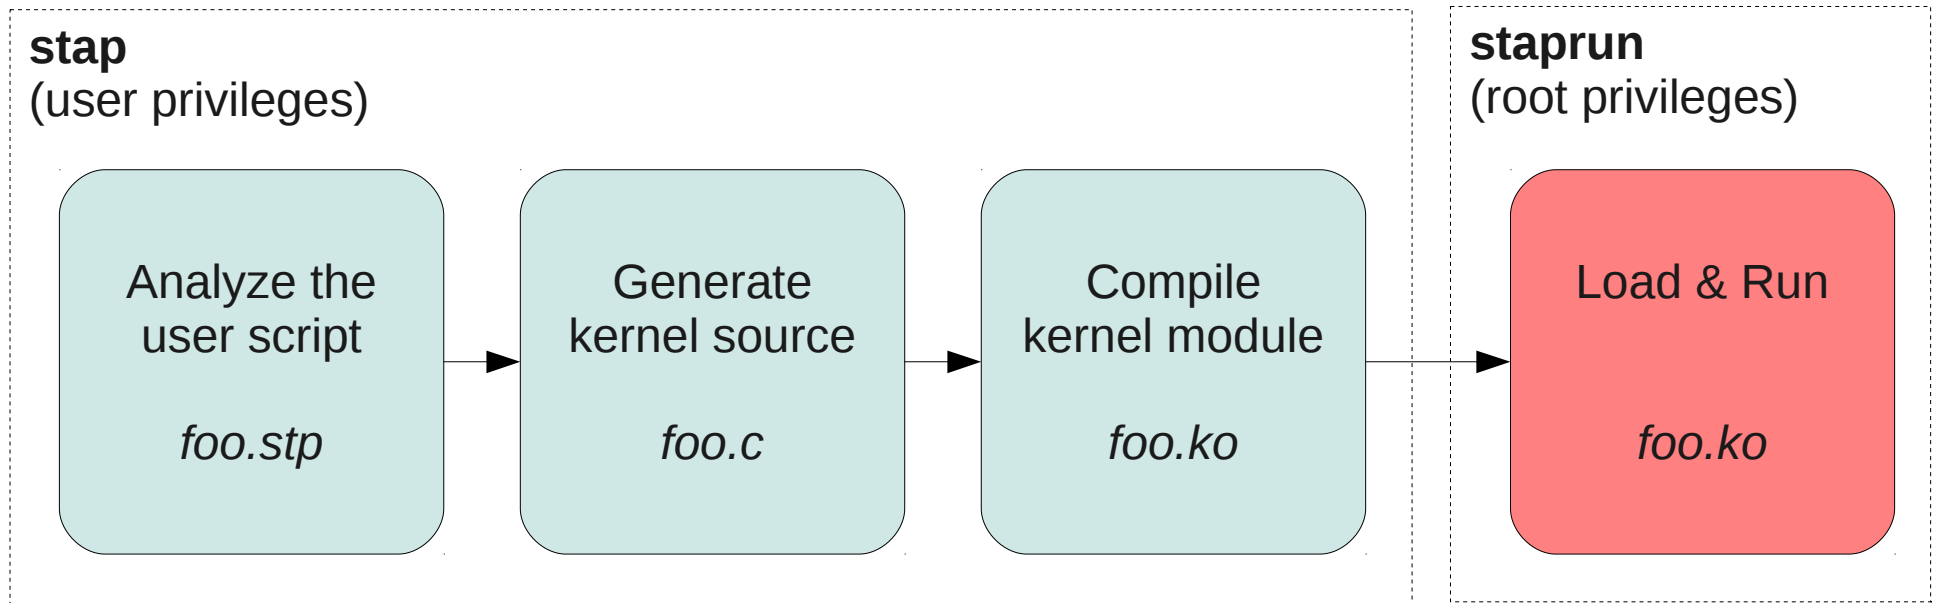 stap
(user privileges)
Analyze the
user script
foo.stp
Generate
kernel source
foo.c
Compile
kernel module
foo.ko
staprun
(root privileges)
Load & Run
foo.ko